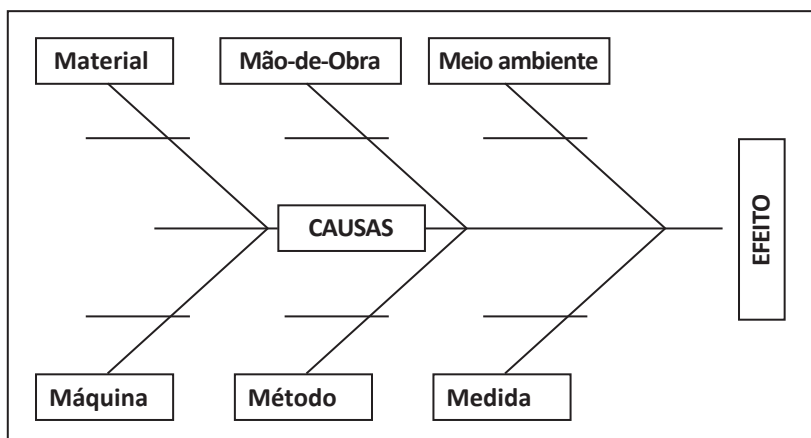 Material
Mão-de-Obra
Meio ambiente
CAUSAS
EFEITO
Máquina
Método
Medida